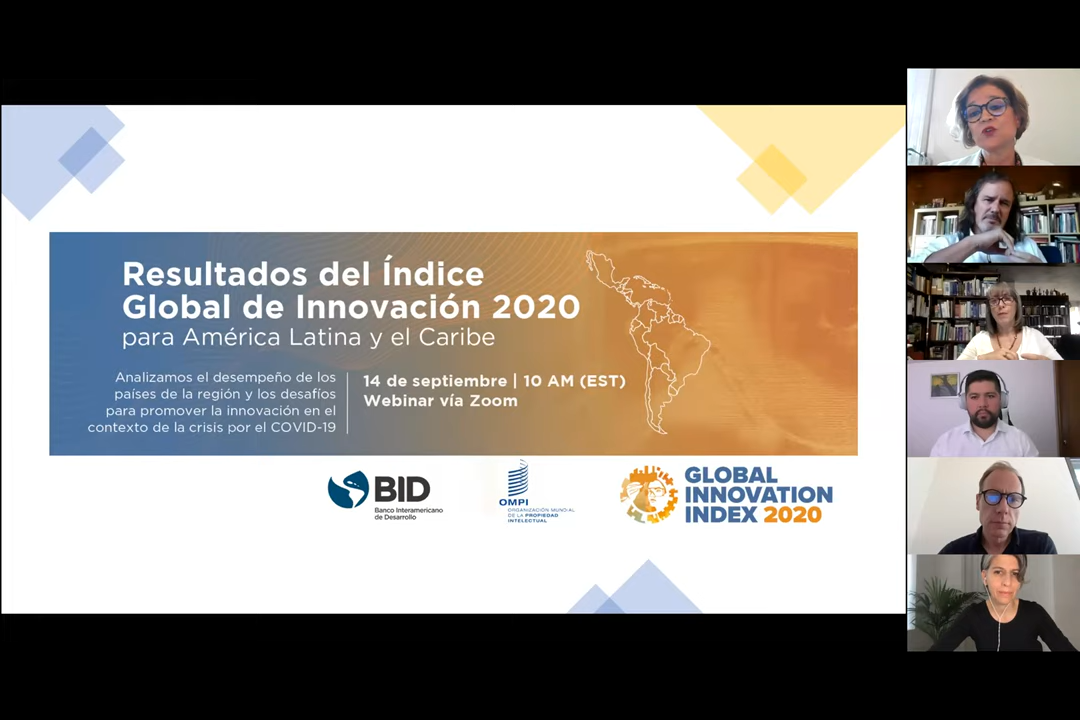 Resultados del Índice
Global de Innovación 2020
para América Latina y el Caribe
Analizamos el desempeño de los
países de la región y los desafíos
para promover la innovación en el
contexto de la crisis por el COVID-19
14 de septiembre | 10 AM (EST)
Webinar vía Zoom
BID
Banco Interamericano
de Desarrollo
OMPI
ORGANIZACIÓN MUNDIAL
DE LA PROPIEDAD
INTELECTUAL
GLOBAL
INNOVATION
INDEX 2020